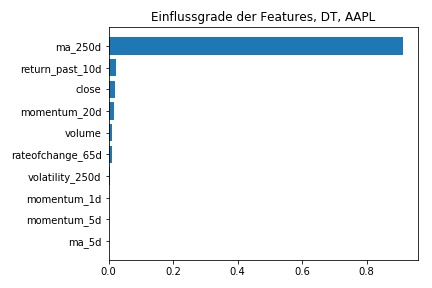 Einflussgrade der Features, DT, AAPL
ma_250d
return_past_10d
close
momentum_20d
volume
rateofchange_65d
volatility_250d
momentum_1d
momentum_5d
ma_5d
0.0 0.2 0.4 0.6 0.8